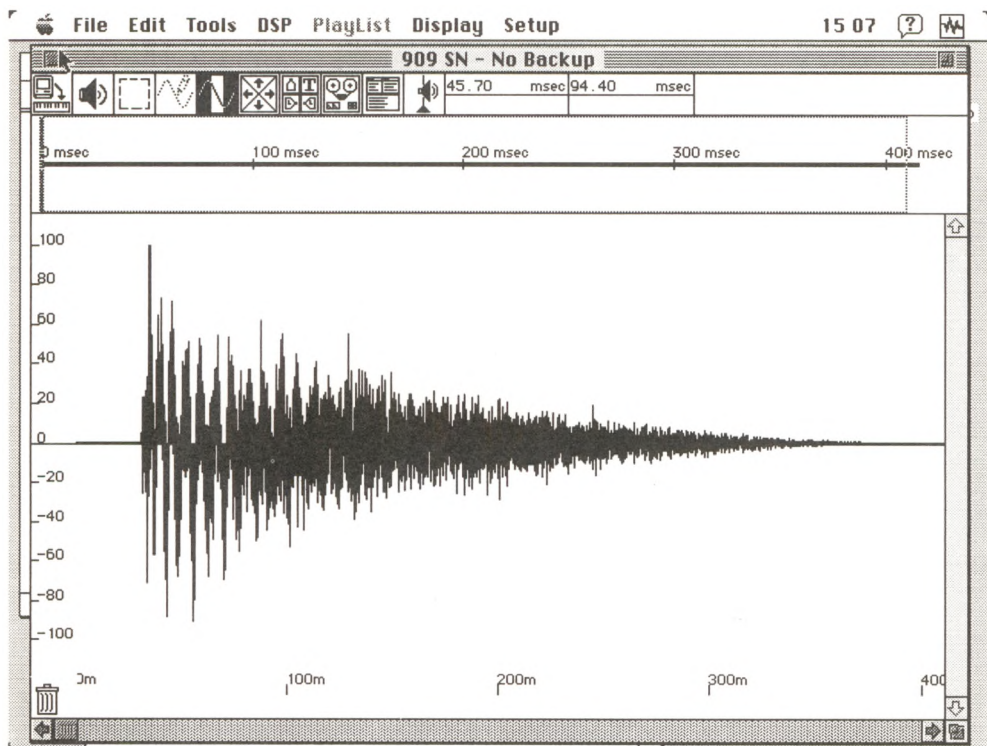 File Edit Tools DSP PlayList Display Setup 15 07
909 SN - No Backup
45.70 msec 94.40 msec
0 msec 100 msec 200 msec 300 msec 400 msec
100
80
60
40
20
0
-20
-40
-60
-80
-100
0m 100m 200m 300m 400